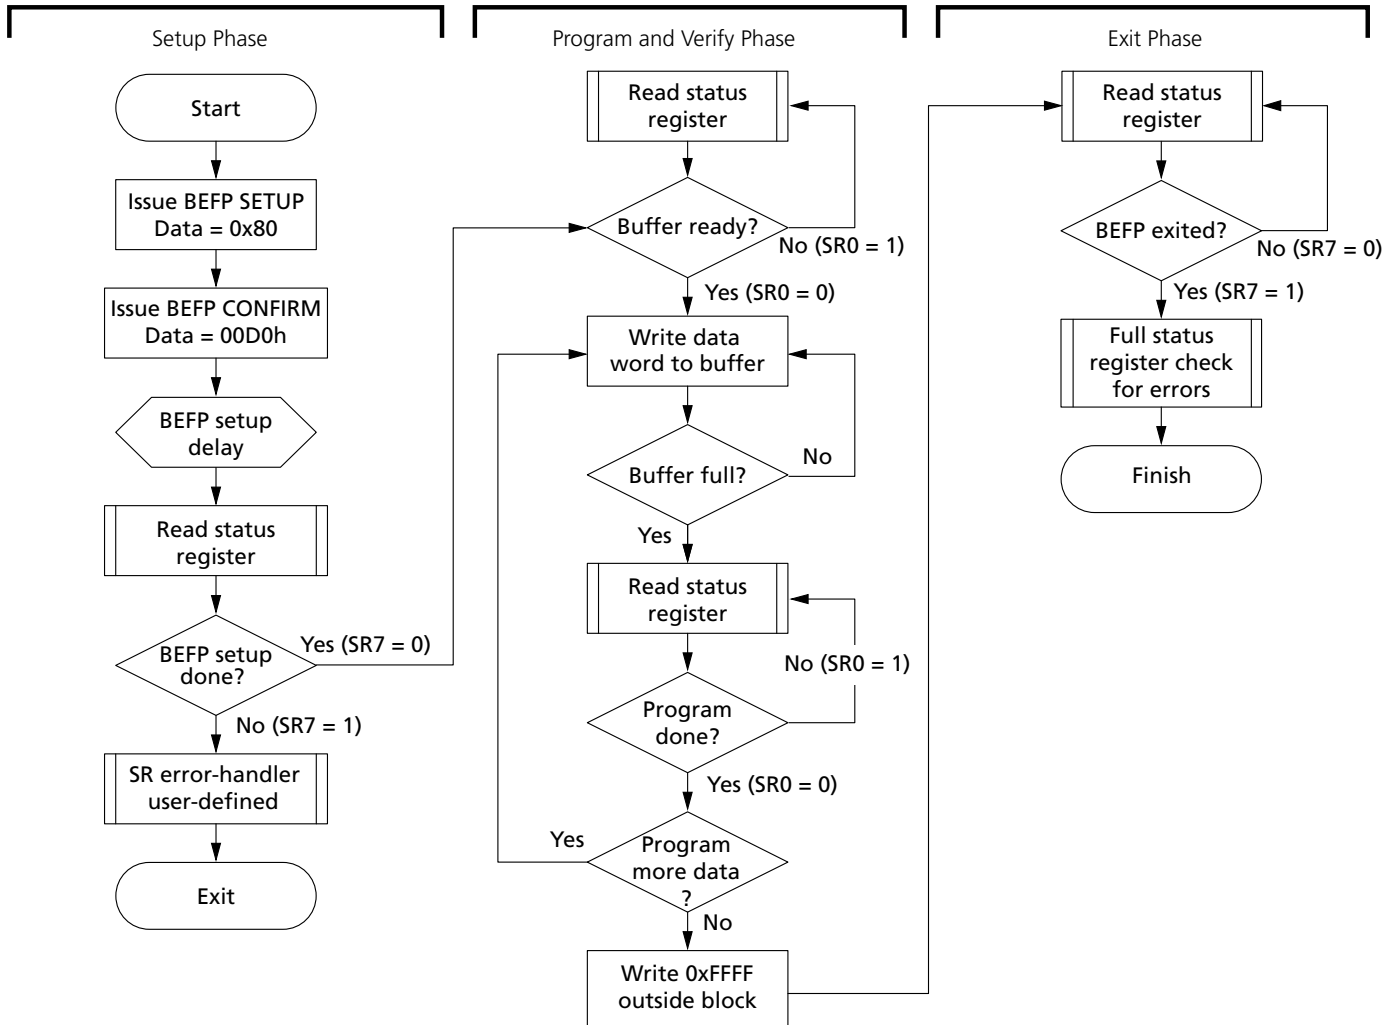 Setup Phase
Start
Issue BEFP SETUP
Data = 0x80
Issue BEFP CONFIRM
Data = 00D0h
BEFP setup
delay
Read status
register
BEFP setup
done?
Yes (SR7 = 0)
No (SR7 = 1)
SR error-handler
user-defined
Exit
Program and Verify Phase
Read status
register
Buffer ready?
No (SR0 = 1)
Yes (SR0 = 0)
Write data
word to buffer
Buffer full?
No
Yes
Read status
register
No (SR0 = 1)
Program
done?
Yes (SR0 = 0)
Yes
Program
more data
?
No
Write 0xFFFF
outside block
Exit Phase
Read status
register
BEFP exited?
No (SR7 = 0)
Yes (SR7 = 1)
Full status
register check
for errors
Finish